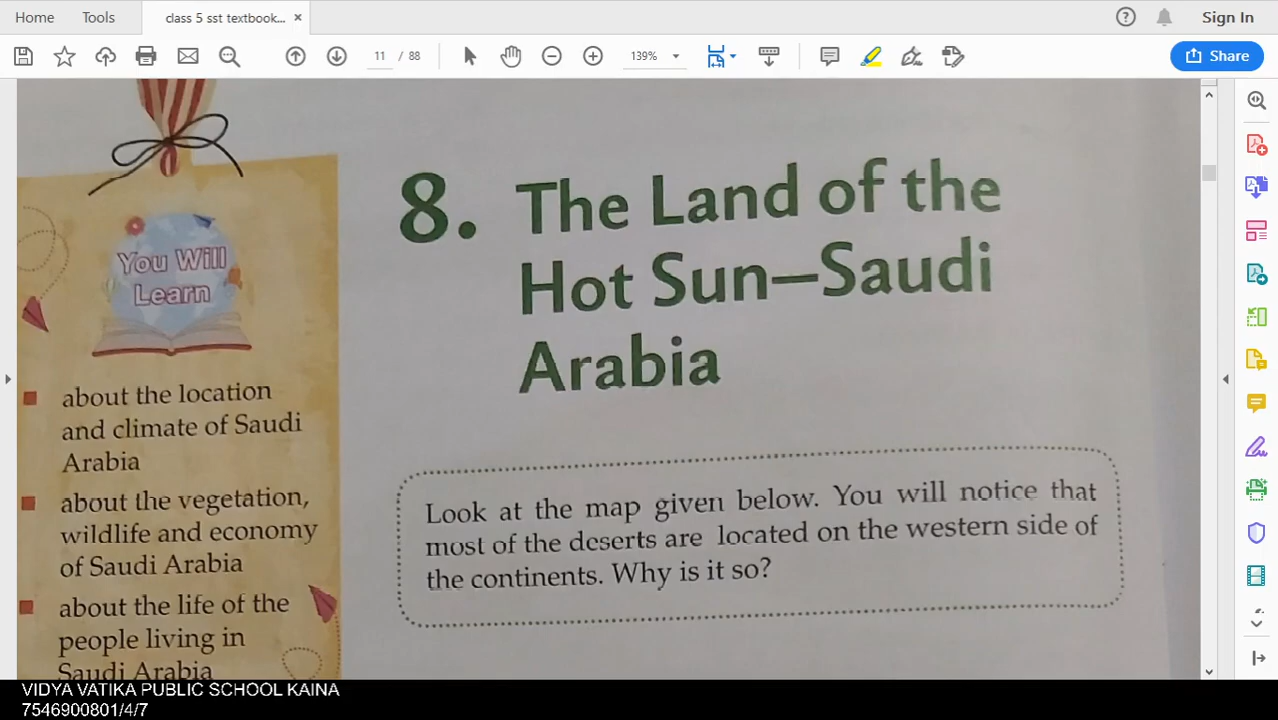 Home
Tools
class 5 sst textbook...
Sign In
11 / 88
139%
Share
8. The Land of the
Hot Sun—Saudi
Arabia
You Will
Learn
about the location
and climate of Saudi
Arabia
about the vegetation,
wildlife and economy
of Saudi Arabia
about the life of the
people living in
Saudi Arabia
Look at the map given below. You will notice that
most of the deserts are located on the western side of
the continents. Why is it so?
VIDYA VATIKA PUBLIC SCHOOL KAINA
7546900801/4/7